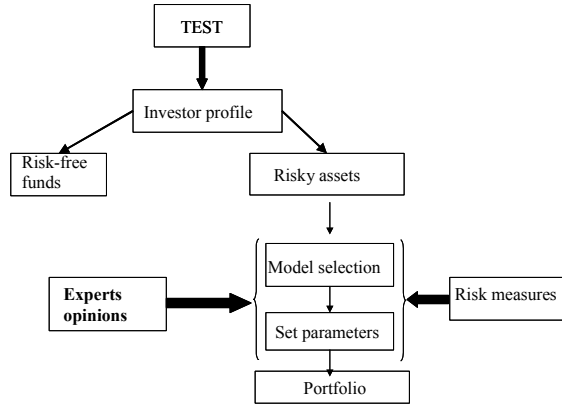 TEST
Investor profile
Risk-free
funds
Risky assets
Model selection
Experts
opinions
Risk measures
Set parameters
Portfolio